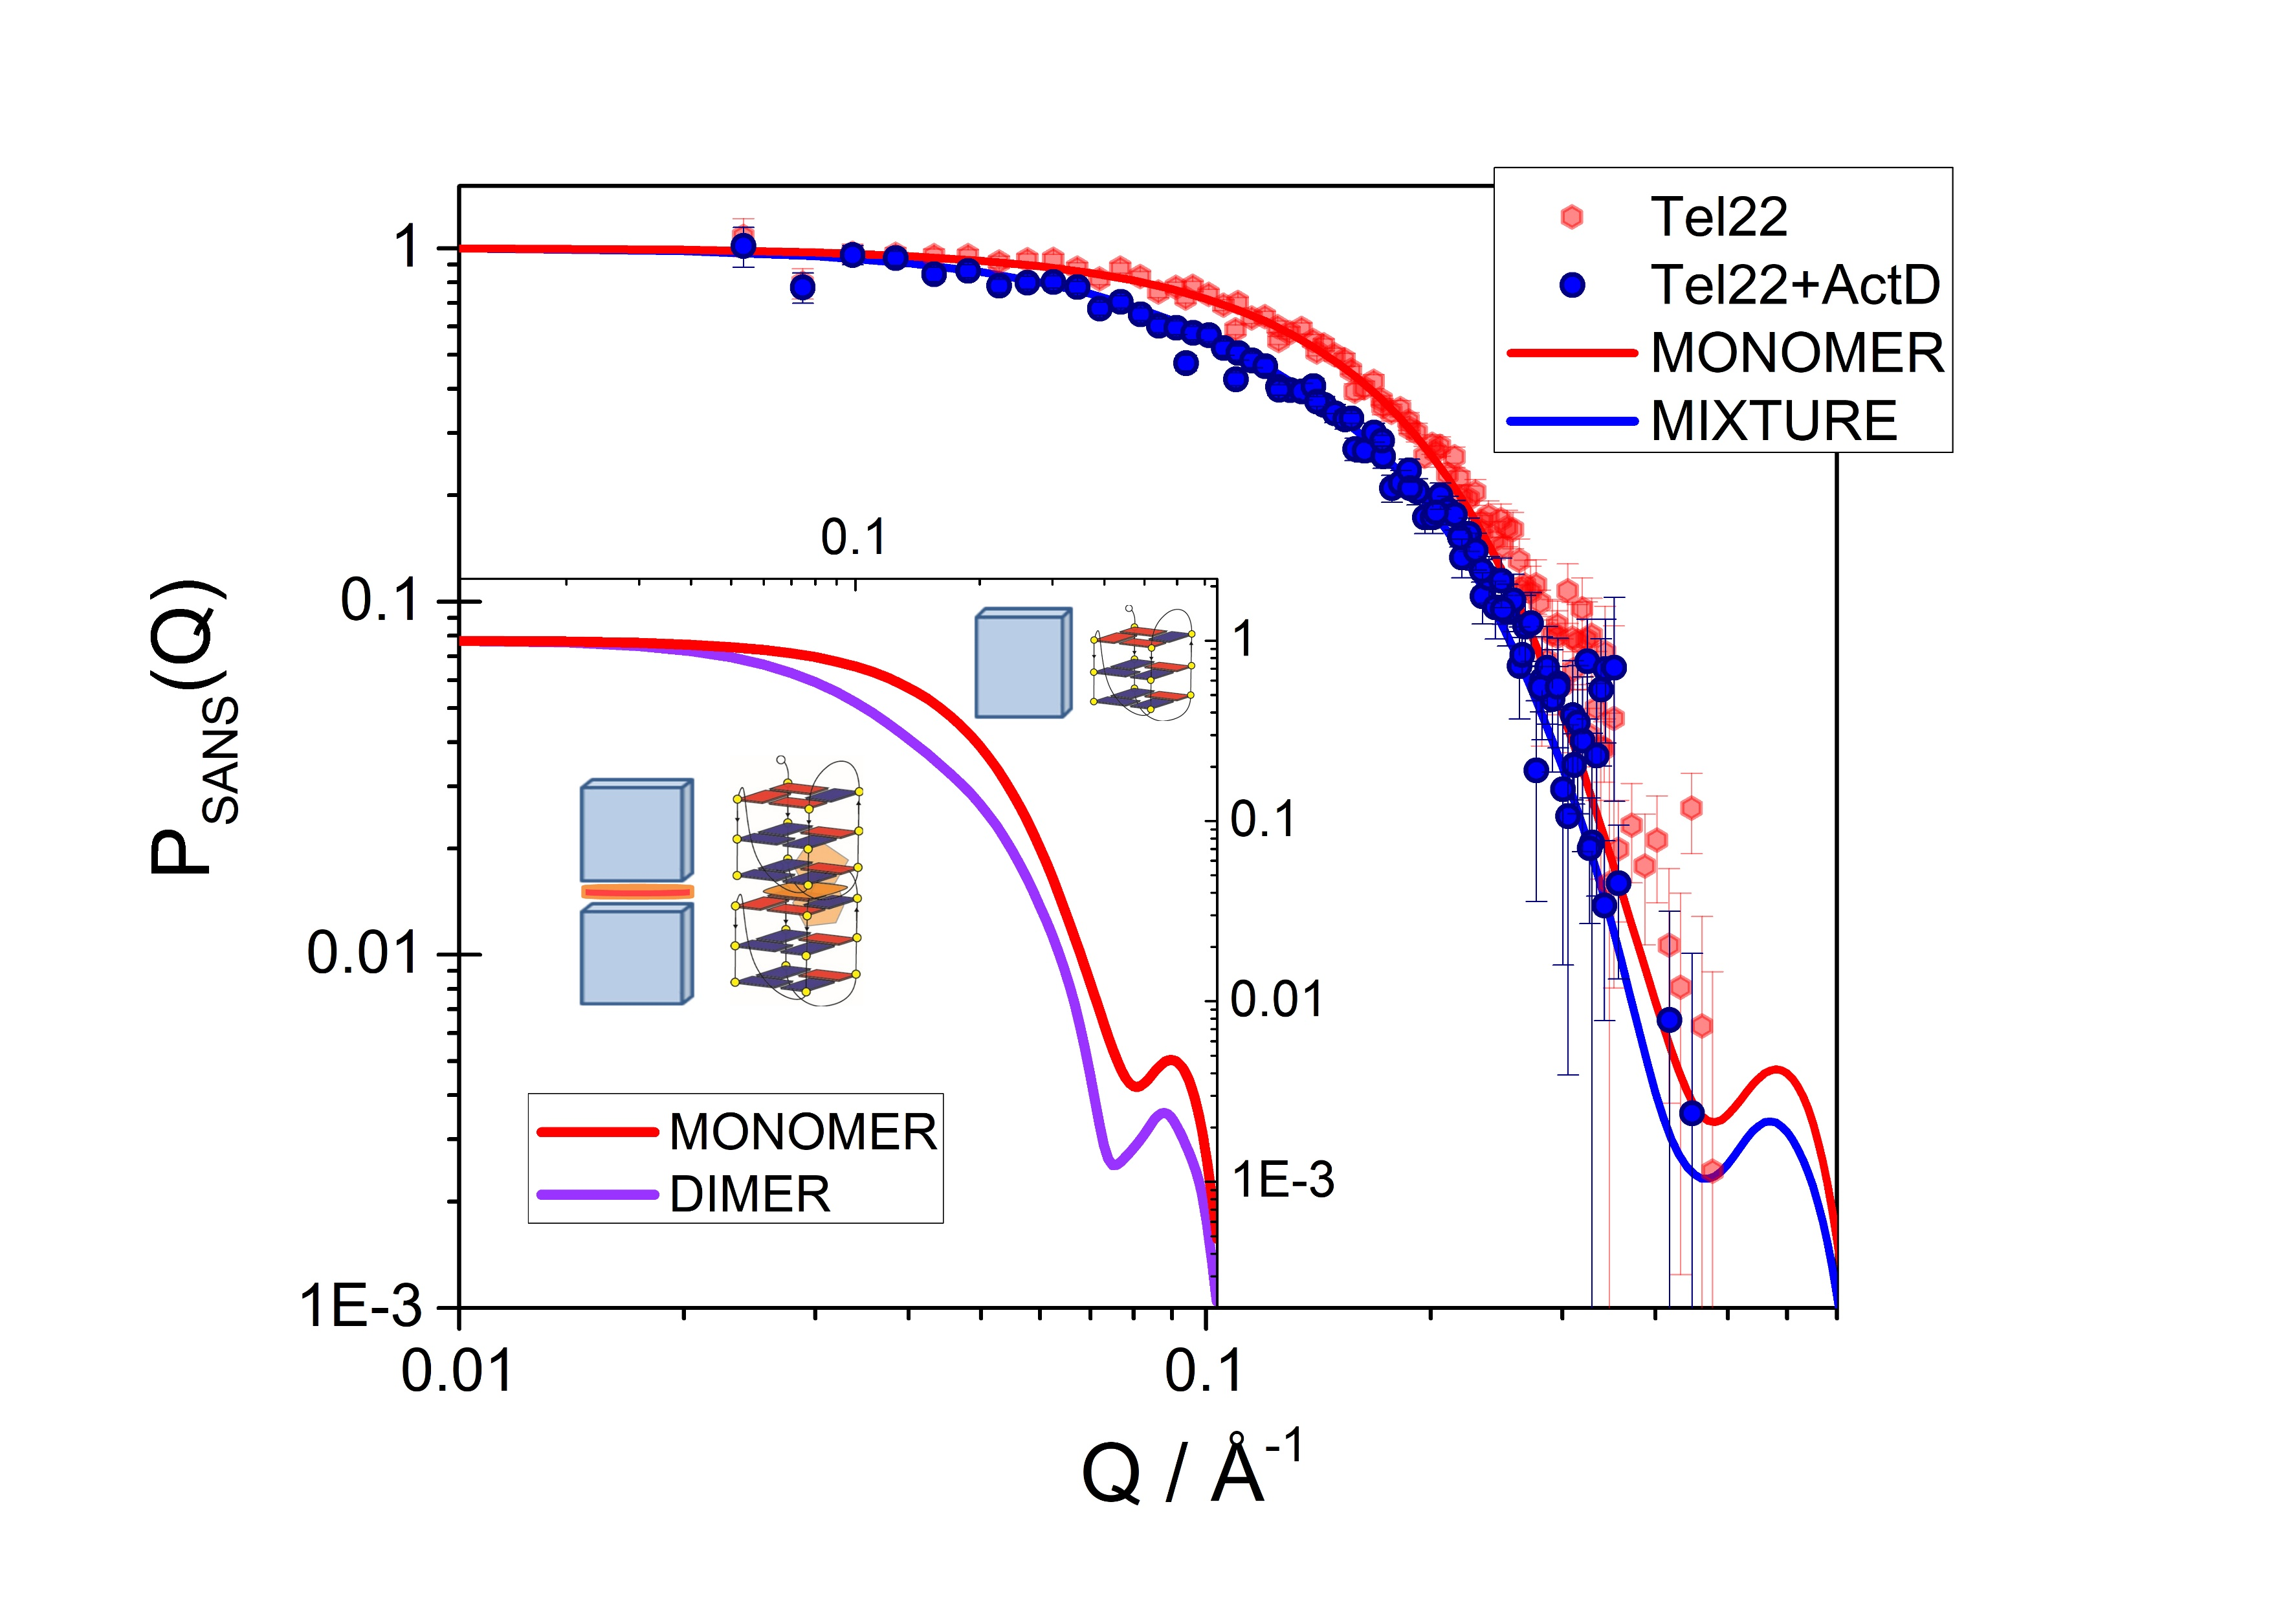 Tel22
Tel22+ActD
MONOMER
MIXTURE
1
0.1
0.01
1E-3
P SANS (Q)
0.1
1
0.1
0.01
1E-3
MONOMER
DIMER
0.01
0.1
Q / Å-1